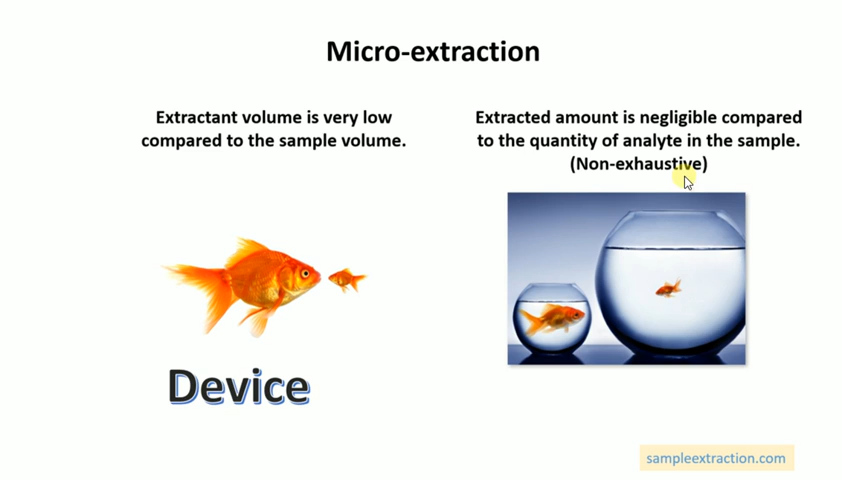 Micro-extraction
Extractant volume is very low
compared to the sample volume.
Extracted amount is negligible compared
to the quantity of analyte in the sample.
(Non-exhaustive)
Device
sampleextraction.com